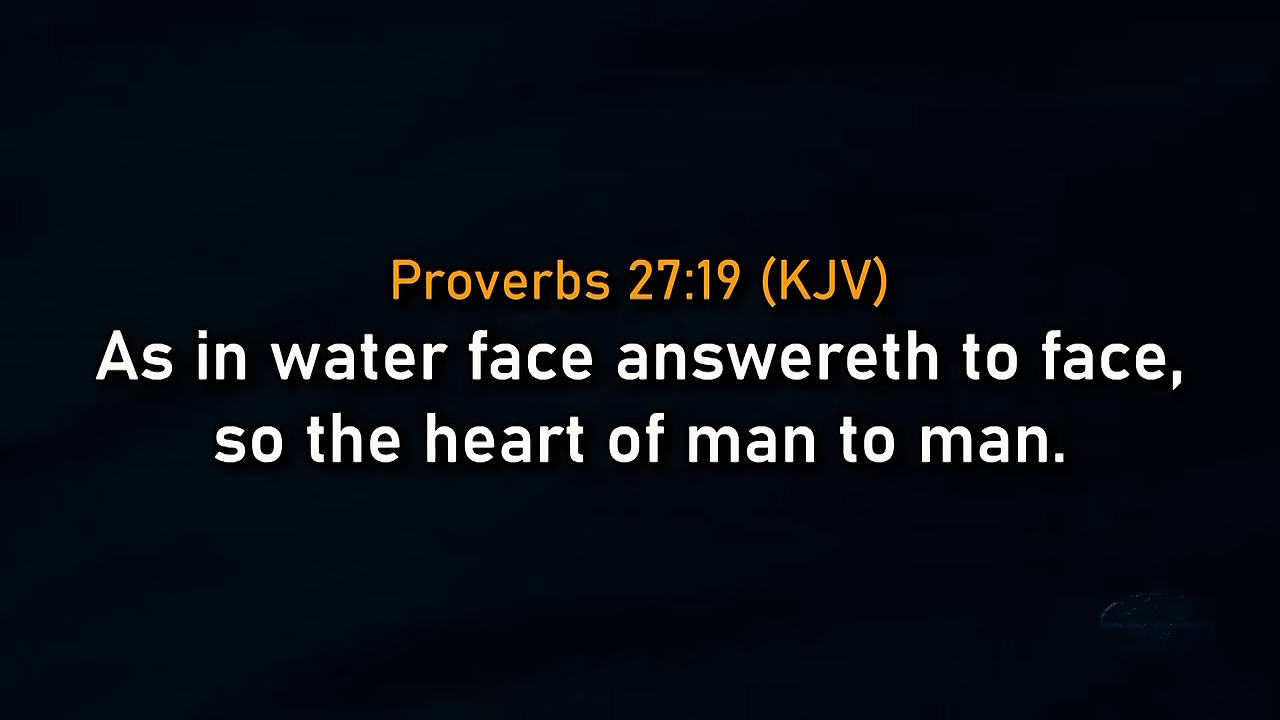 Proverbs 27:19 (KJV)
As in water face answereth to face,
so the heart of man to man.